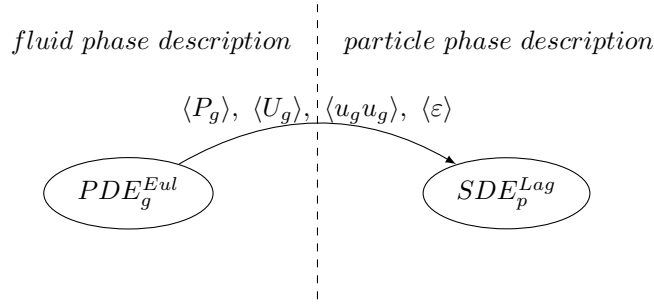 fluid phase description
particle phase description
⟨P_g⟩, ⟨U_g⟩, ⟨u_g u_g⟩, ⟨ε⟩
PDE_g^{Eul}
SDE_p^{Lag}